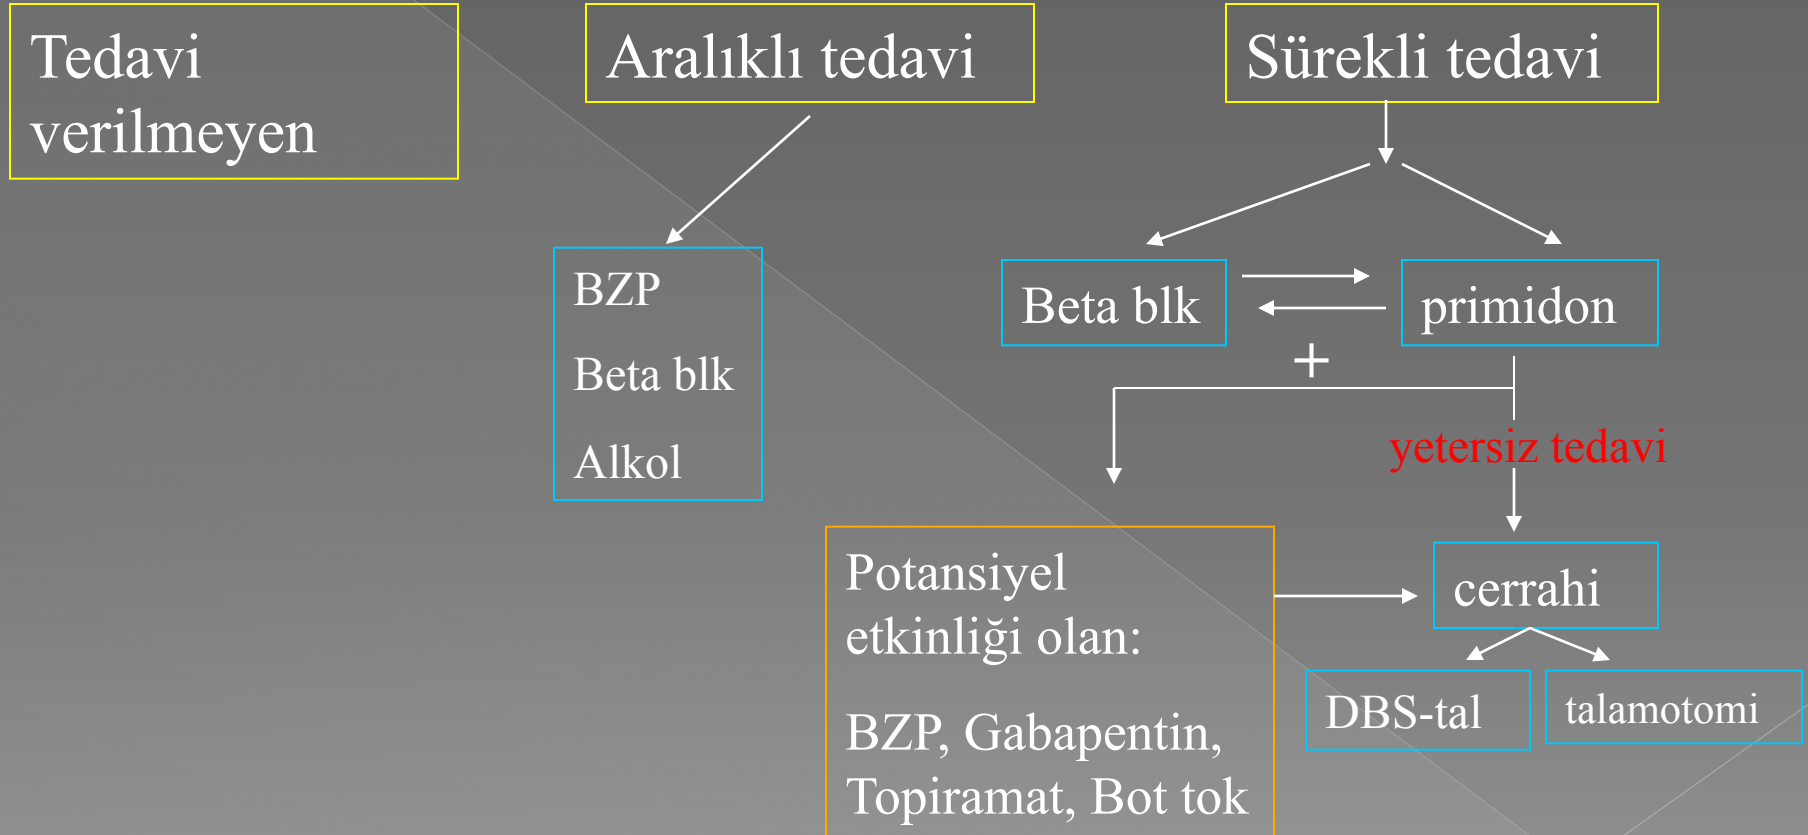 Tedavi
verilmeyen
Aralıklı tedavi
Sürekli tedavi
BZP
Beta blk
Alkol
Beta blk
primidon
+
yetersiz tedavi
Potansiyel
etkinliği olan:
BZP, Gabapentin,
Topiramat, Bot tok
cerrahi
DBS-tal
talamotomi